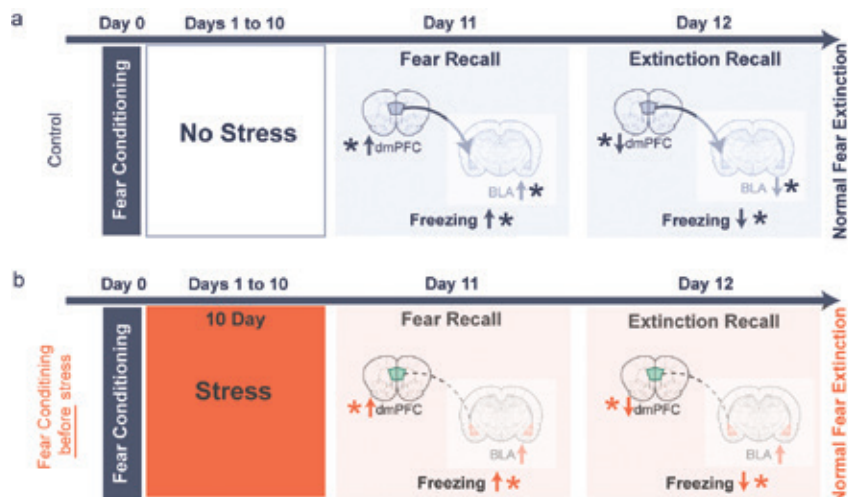 a
Day 0 Days 1 to 10 Day 11 Day 12
Control
Fear Conditioning
No Stress
Fear Recall
* ↑dmPFC
BLA↑*
Freezing ↑*
Extinction Recall
*↓dmPFC
BLA↓*
Freezing ↓*
Normal Fear Extinction
b
Day 0 Days 1 to 10 Day 11 Day 12
Fear Conditining
before stress
Fear Conditioning
10 Day
Stress
Fear Recall
*↑dmPFC
BLA↑
Freezing ↑*
Extinction Recall
*↓dmPFC
BLA↑
Freezing ↓*
Normal Fear Extinction